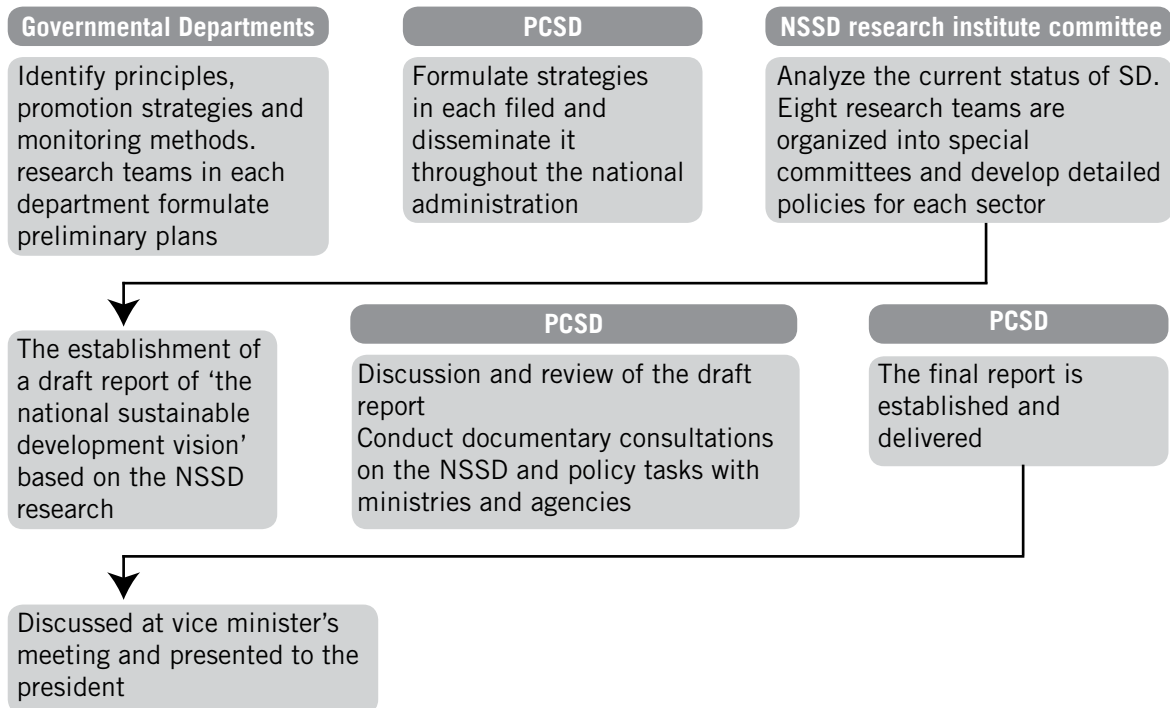 Governmental Departments
Identify principles,
promotion strategies and
monitoring methods.
research teams in each
department formulate
preliminary plans
PCSD
Formulate strategies
in each filed and
disseminate it
throughout the national
administration
NSSD research institute committee
Analyze the current status of SD.
Eight research teams are
organized into special
committees and develop detailed
policies for each sector
The establishment of
a draft report of ‘the
national sustainable
development vision’
based on the NSSD
research
PCSD
Discussion and review of the draft
report
Conduct documentary consultations
on the NSSD and policy tasks with
ministries and agencies
PCSD
The final report is
established and
delivered
Discussed at vice minister’s
meeting and presented to the
president